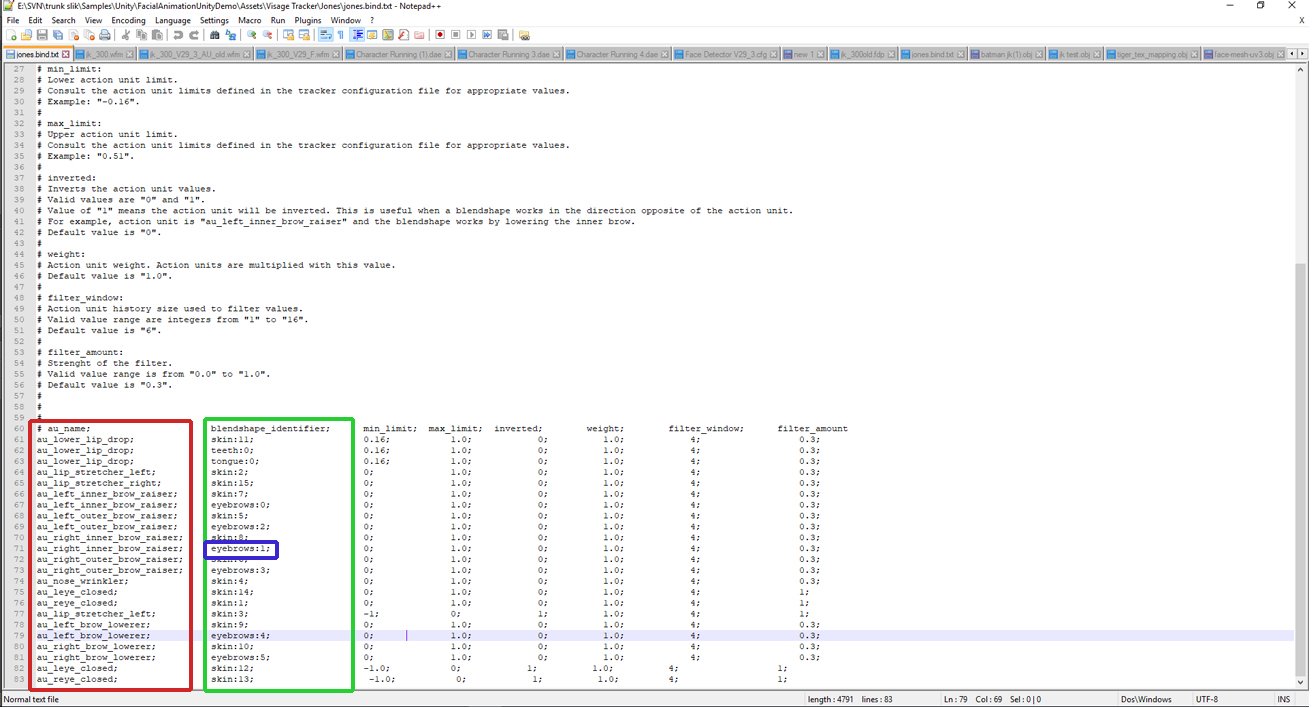 E:\SVN\trunk slik\Samples\Unity\FacialAnimationUnityDemo\Assets\Visage Tracker\Jones\jones.bind.txt - Notepad++
File Edit Search View Encoding Language Settings Macro Run Plugins Window ? X
jones.bind.txt jk_300.wfm jk_300_V29_3_AU_old.wfm jk_300_V29_F.wfm Character Running (1).dae Character Running 3.dae Character Running 4.dae Face Detector V29_3.cfg new 1 jk_300old.fdp jones.bind.txt batman jk(1).obj jk test.obj tiger_tex_mapping.obj face-mesh-uv3.obj
27 # min_limit:
28 # Lower action unit limit.
29 # Consult the action unit limits defined in the tracker configuration file for appropriate values.
30 # Example: "-0.16".
31 #
32 # max_limit:
33 # Upper action unit limit.
34 # Consult the action unit limits defined in the tracker configuration file for appropriate values.
35 # Example: "0.51".
36 #
37 # inverted:
38 # Inverts the action unit values.
39 # Valid values are "0" and "1".
40 # Value of "1" means the action unit will be inverted. This is useful when a blendshape works in the direction opposite of the action unit.
41 # For example, action unit is "au_left_inner_brow_raiser" and the blendshape works by lowering the inner brow.
42 # Default value is "0".
43 #
44 # weight:
45 # Action unit weight. Action units are multiplied with this value.
46 # Default value is "1.0".
47 #
48 # filter_window:
49 # Action unit history size used to filter values.
50 # Valid value range are integers from "1" to "16".
51 # Default value is "6".
52 #
53 # filter_amount:
54 # Strenght of the filter.
55 # Valid value range is from "0.0" to "1.0".
56 # Default value is "0.3".
57 #
58 #
59 #
60 # au_name; blendshape_identifier; min_limit; max_limit; inverted; weight; filter_window; filter_amount
61 au_lower_lip_drop; skin:11; 0.16; 1.0; 0; 1.0; 4; 0.3;
62 au_lower_lip_drop; teeth:0; 0.16; 1.0; 0; 1.0; 4; 0.3;
63 au_lower_lip_drop; tongue:0; 0.16; 1.0; 0; 1.0; 4; 0.3;
64 au_lip_stretcher_left; skin:2; 0; 1.0; 0; 1.0; 4; 0.3;
65 au_lip_stretcher_right; skin:15; 0; 1.0; 0; 1.0; 4; 0.3;
66 au_left_inner_brow_raiser; skin:7; 0; 1.0; 0; 1.0; 4; 0.3;
67 au_left_inner_brow_raiser; eyebrows:0; 0; 1.0; 0; 1.0; 4; 0.3;
68 au_left_outer_brow_raiser; skin:5; 0; 1.0; 0; 1.0; 4; 0.3;
69 au_left_outer_brow_raiser; eyebrows:2; 0; 1.0; 0; 1.0; 4; 0.3;
70 au_right_inner_brow_raiser; skin:8; 0; 1.0; 0; 1.0; 4; 0.3;
71 au_right_inner_brow_raiser; eyebrows:1; 0; 1.0; 0; 1.0; 4; 0.3;
72 au_right_outer_brow_raiser; 0; 1.0; 0; 1.0; 4; 0.3;
73 au_right_outer_brow_raiser; eyebrows:3; 0; 1.0; 0; 1.0; 4; 0.3;
74 au_nose_wrinkler; skin:4; 0; 1.0; 0; 1.0; 4; 0.3;
75 au_leye_closed; skin:14; 0; 1.0; 0; 1.0; 4; 1;
76 au_reye_closed; skin:1; 0; 1.0; 0; 1.0; 4; 1;
77 au_lip_stretcher_left; skin:3; -1; 0; 1; 1.0; 4; 1;
78 au_left_brow_lowerer; skin:9; 0; 1.0; 0; 1.0; 4; 0.3;
79 au_left_brow_lowerer; eyebrows:4; 0; 1.0; 0; 1.0; 4; 0.3;
80 au_right_brow_lowerer; skin:10; 0; 1.0; 0; 1.0; 4; 0.3;
81 au_right_brow_lowerer; eyebrows:5; 0; 1.0; 0; 1.0; 4; 0.3;
82 au_leye_closed; skin:12; -1.0; 0; 1; 1.0; 4; 1;
83 au_reye_closed; skin:13; -1.0; 0; 1; 1.0; 4; 1;
Normal text file length : 4791 lines : 83 Ln : 79 Col : 69 Sel : 0 | 0 Dos\Windows UTF-8 INS